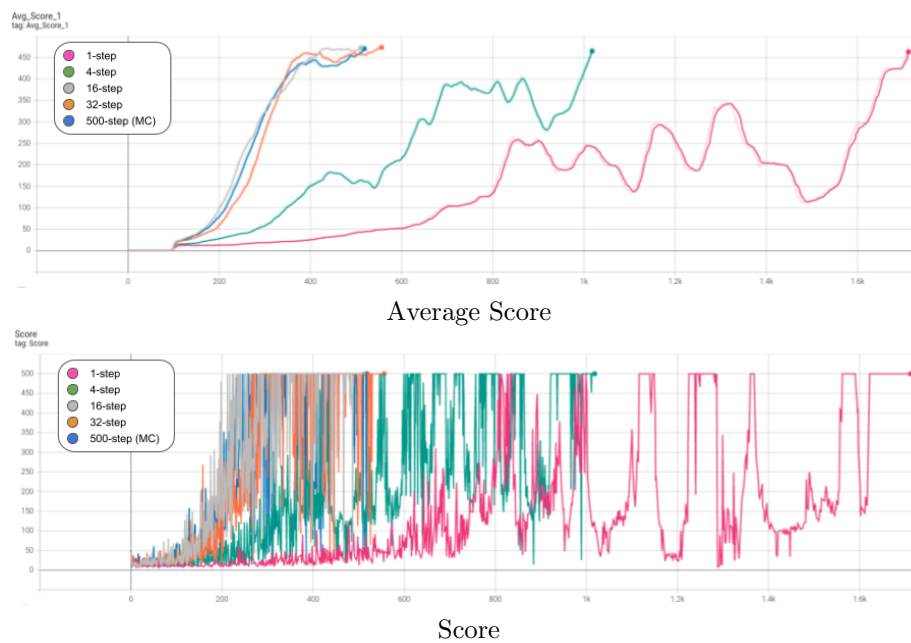 Avg_Score_1
tag: Avg_Score_1
1-step
4-step
16-step
32-step
500-step (MC)
450
400
350
300
250
200
150
100
50
0
0 200 400 600 800 1k 1.2k 1.4k 1.6k
Average Score
Score
tag: Score
1-step
4-step
16-step
32-step
500-step (MC)
500
450
400
350
300
250
200
150
100
50
0
0 200 400 600 800 1k 1.2k 1.4k 1.6k
Score